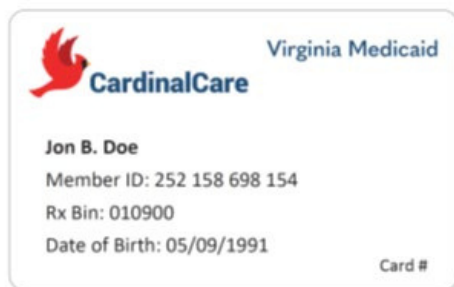 Virginia Medicaid
CardinalCare
Jon B. Doe
Member ID: 252 158 698 154
Rx Bin: 010900
Date of Birth: 05/09/1991
Card #